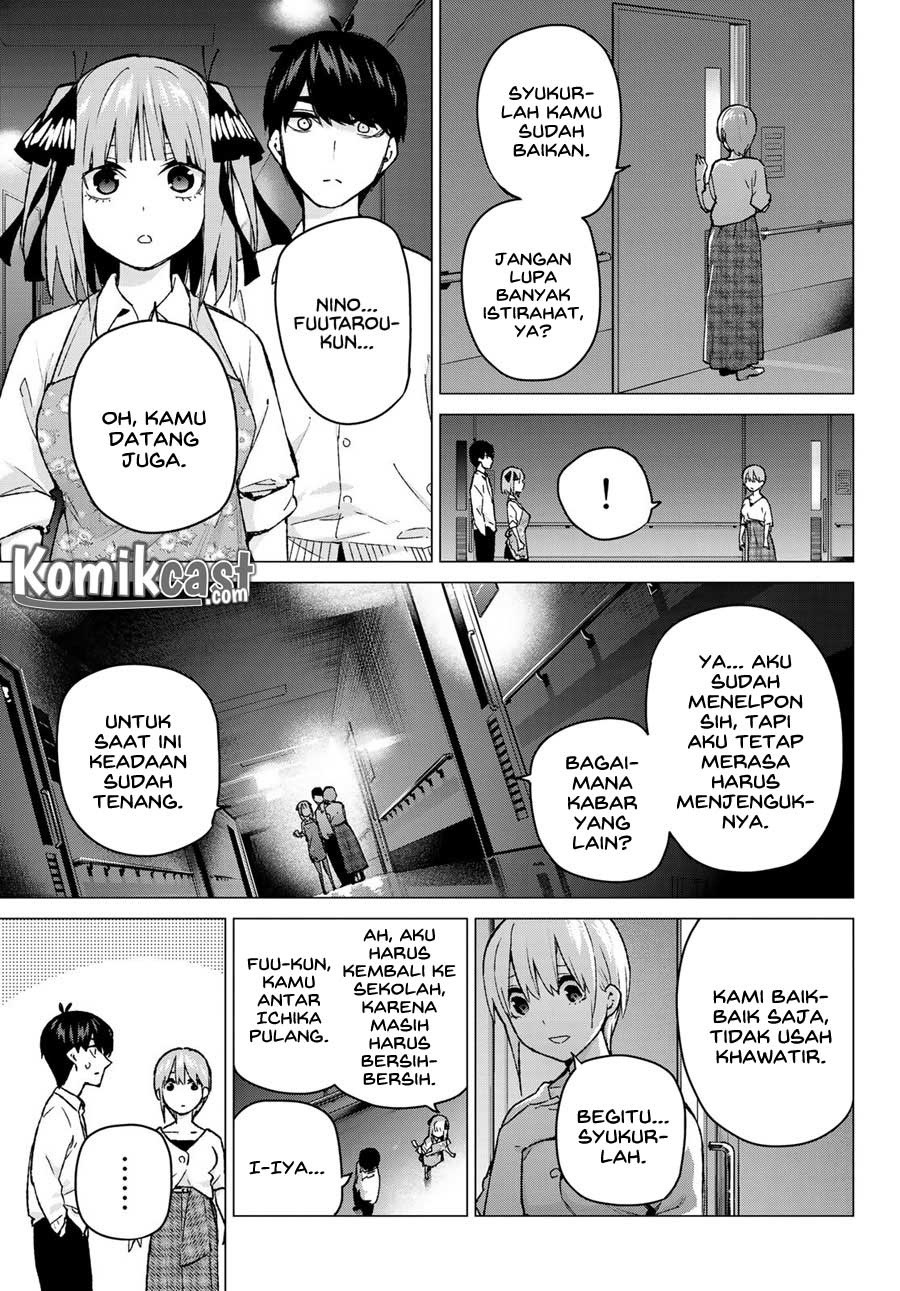 SYUKUR-
LAH KAMU
SUDAH
BAIKAN.
JANGAN
LUPA
BANYAK
ISTIRAHAT,
YA?
NINO...
FUUTAROU-
KUN...
OH, KAMU
DATANG
JUGA.
!
Komikcast
.com
YA... AKU
SUDAH
MENELPON
SIH, TAPI
AKU TETAP
MERASA
HARUS
MENJENGUK-
NYA.
BAGAI-
MANA
KABAR
YANG
LAIN?
UNTUK
SAAT INI
KEADAAN
SUDAH
TENANG.
KAMI BAIK-
BAIK SAJA,
TIDAK USAH
KHAWATIR.
BEGITU...
SYUKUR-
LAH.
AH, AKU
HARUS
KEMBALI KE
SEKOLAH,
KARENA
MASIH
HARUS
BERSIH-
BERSIH.
FUU-KUN,
KAMU
ANTAR
ICHIKA
PULANG.
I-IYA...
......